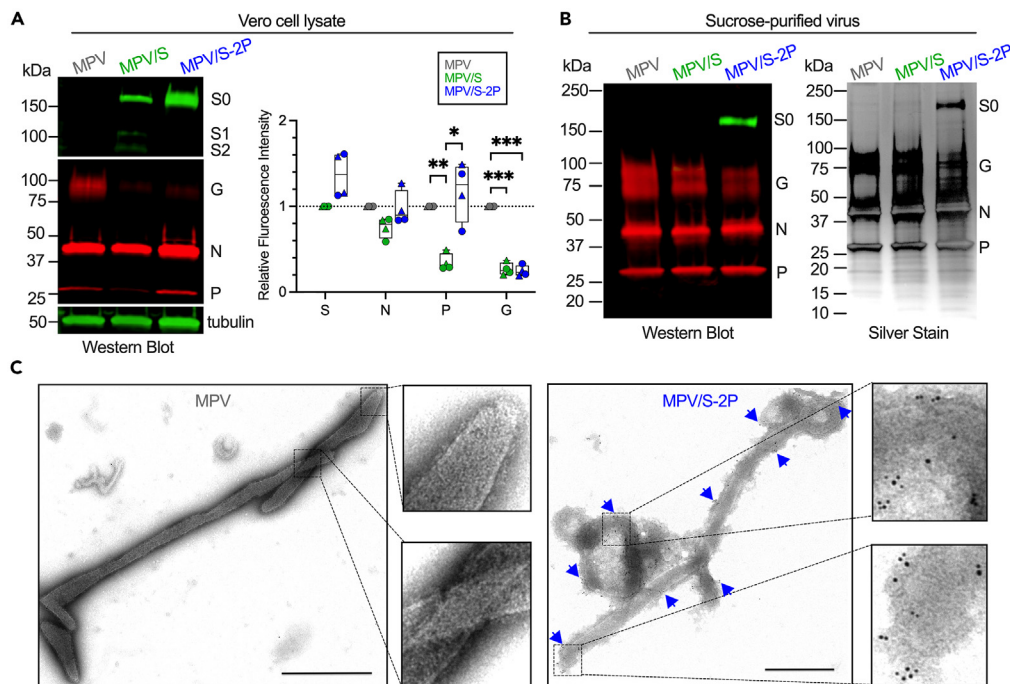 A
Vero cell lysate
kDa
MPV
MPV/S
MPV/S-2P
150
100
S0
S1
S2
100
75
50
37
25
G
N
P
50
tubulin
Western Blot
MPV
MPV/S
MPV/S-2P
Relative Fluorescence Intensity
2
1
0
** * *** ***
S N P G
B
Sucrose-purified virus
kDa
MPV
MPV/S
MPV/S-2P
250
150
100
75
50
37
25
20
S0
G
N
P
Western Blot
kDa
MPV
MPV/S
MPV/S-2P
250
150
100
75
50
37
25
20
15
10
S0
G
N
P
Silver Stain
C
MPV
MPV/S-2P